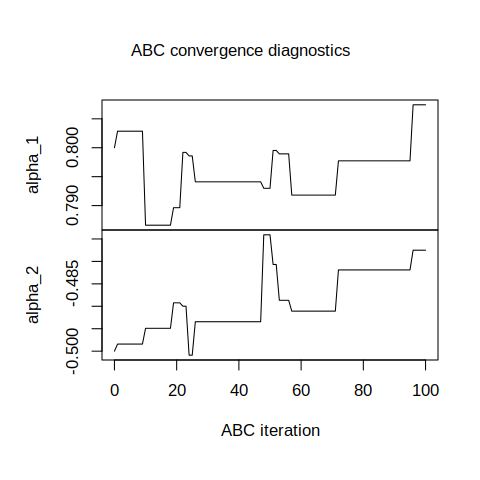 ABC convergence diagnostics
alpha_1
0.800
0.790
alpha_2
-0.485
-0.500
0 20 40 60 80 100
ABC iteration